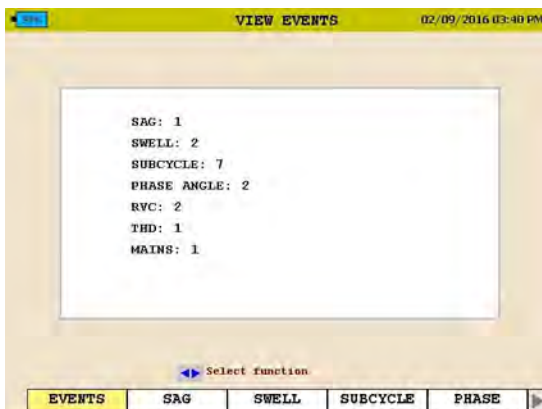 VIEW EVENTS 02/09/2016 03:40 PM
SAG: 1
SWELL: 2
SUBCYCLE: 7
PHASE ANGLE: 2
RVC: 2
THD: 1
MAINS: 1
Select function
EVENTS SAG SWELL SUBCYCLE PHASE